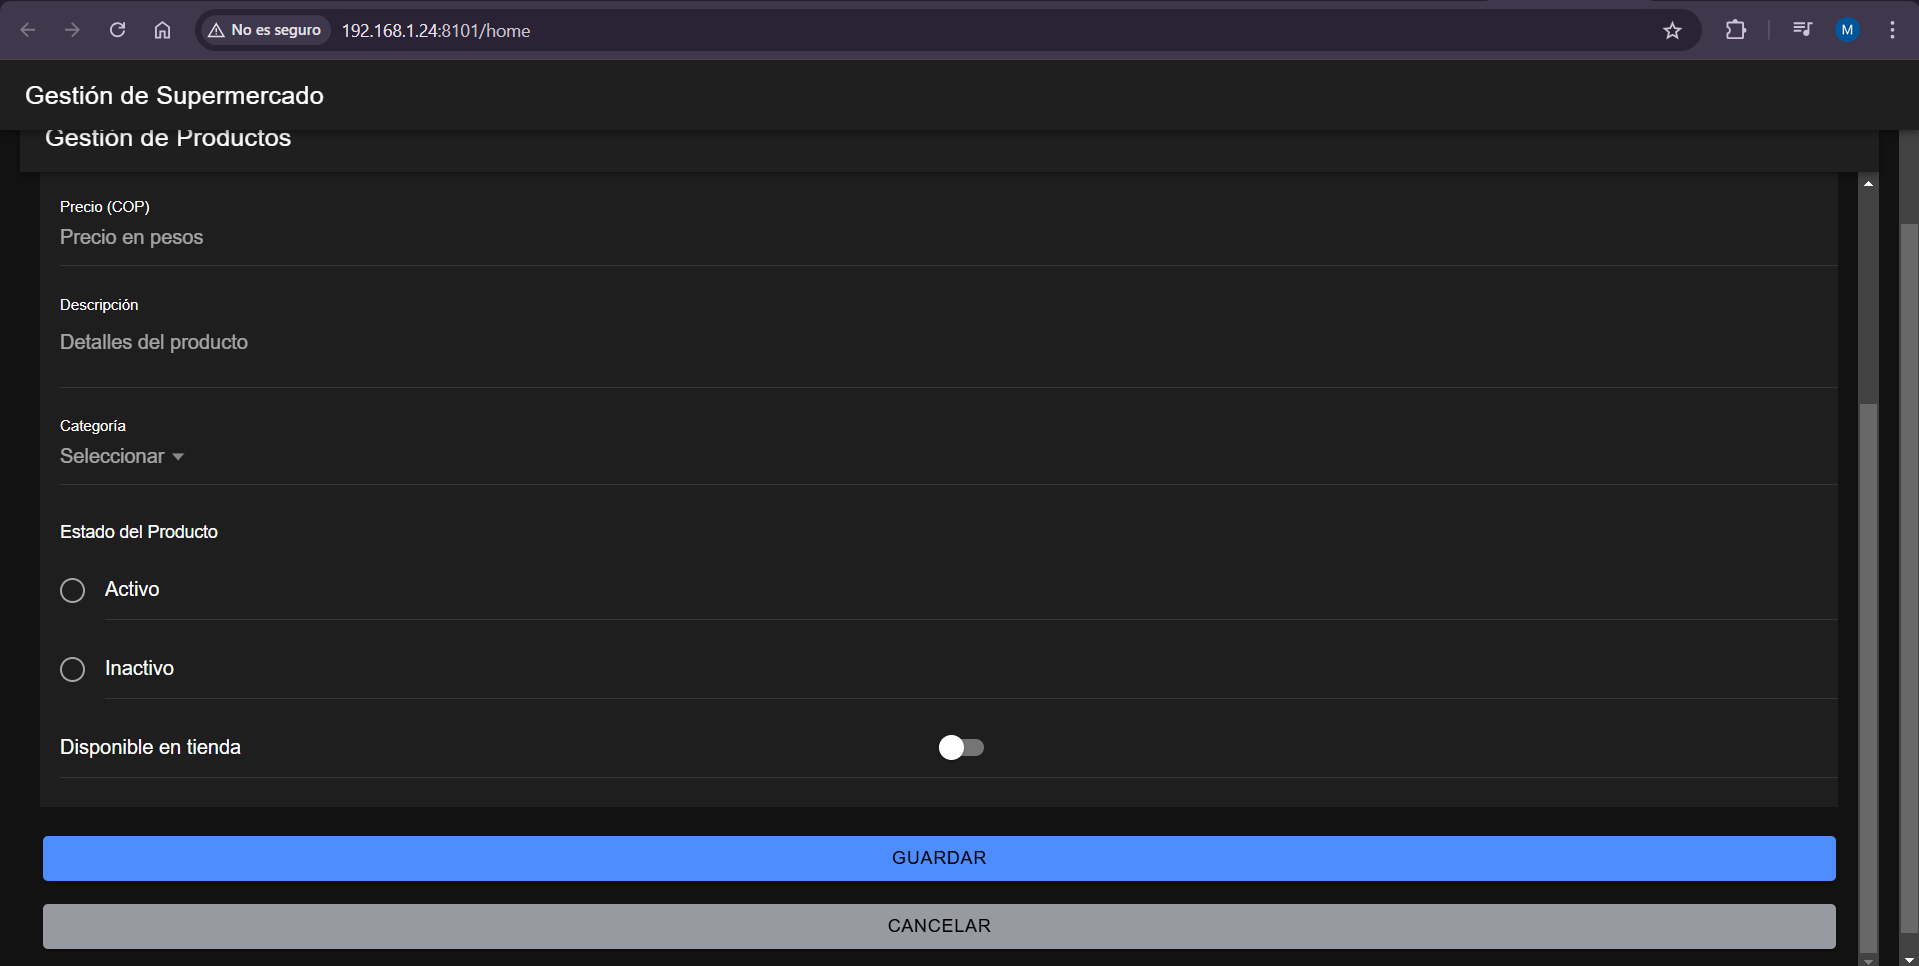 No es seguro
192.168.1.24:8101/home
M
Gestión de Supermercado
Gestión de Productos
Precio (COP)
Precio en pesos
Descripción
Detalles del producto
Categoría
Seleccionar
Estado del Producto
Activo
Inactivo
Disponible en tienda
GUARDAR
CANCELAR